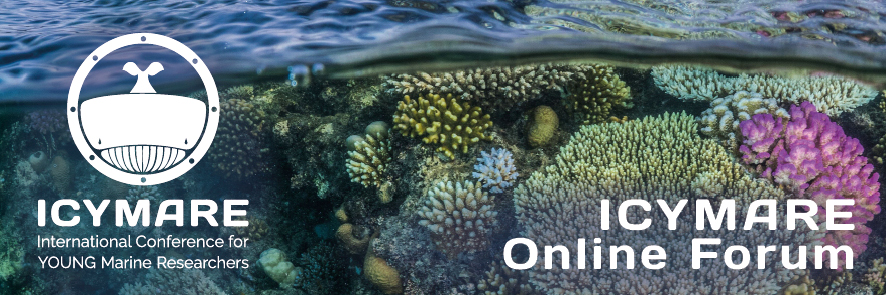 ICYMARE
International Conference for
YOUNG Marine Researchers
ICYMARE
Online Forum